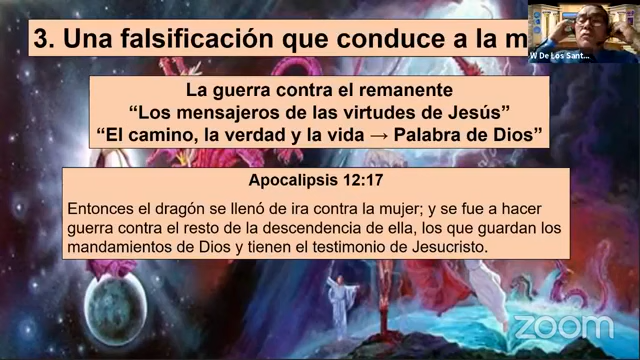 3. Una falsificación que conduce a la m
W De Los Sant...
La guerra contra el remanente
“Los mensajeros de las virtudes de Jesús”
“El camino, la verdad y la vida → Palabra de Dios”
Apocalipsis 12:17
Entonces el dragón se llenó de ira contra la mujer; y se fue a hacer
guerra contra el resto de la descendencia de ella, los que guardan los
mandamientos de Dios y tienen el testimonio de Jesucristo.
zoom